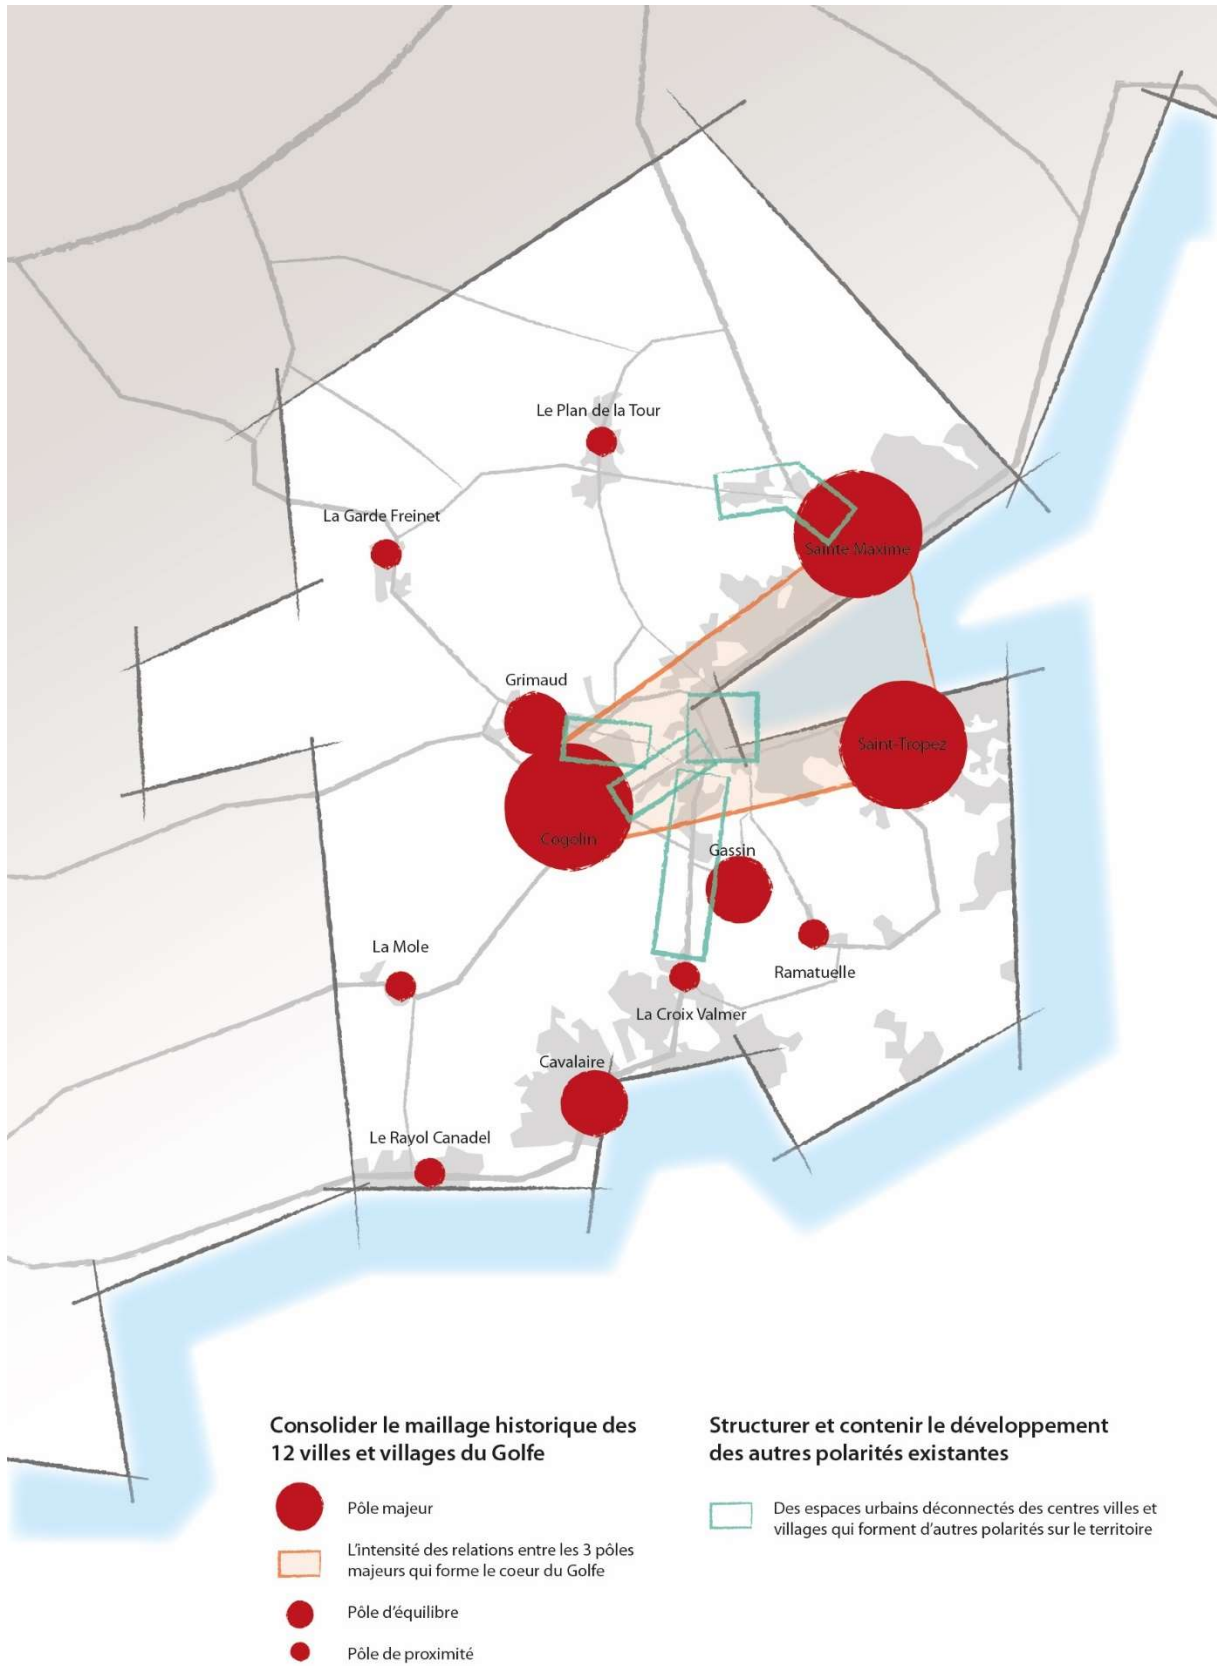 Le Plan de la Tour
La Garde Freinet
Sainte Maxime
Grimaud
Saint-Tropez
Cogolin
Gassin
La Mole
Ramatuelle
La Croix Valmer
Cavalaire
Le Rayol Canadel
Consolider le maillage historique des
12 villes et villages du Golfe
Pôle majeur
L'intensité des relations entre les 3 pôles
majeurs qui forme le coeur du Golfe
Pôle d'équilibre
Pôle de proximité
Structurer et contenir le développement
des autres polarités existantes
Des espaces urbains déconnectés des centres villes et
villages qui forment d'autres polarités sur le territoire